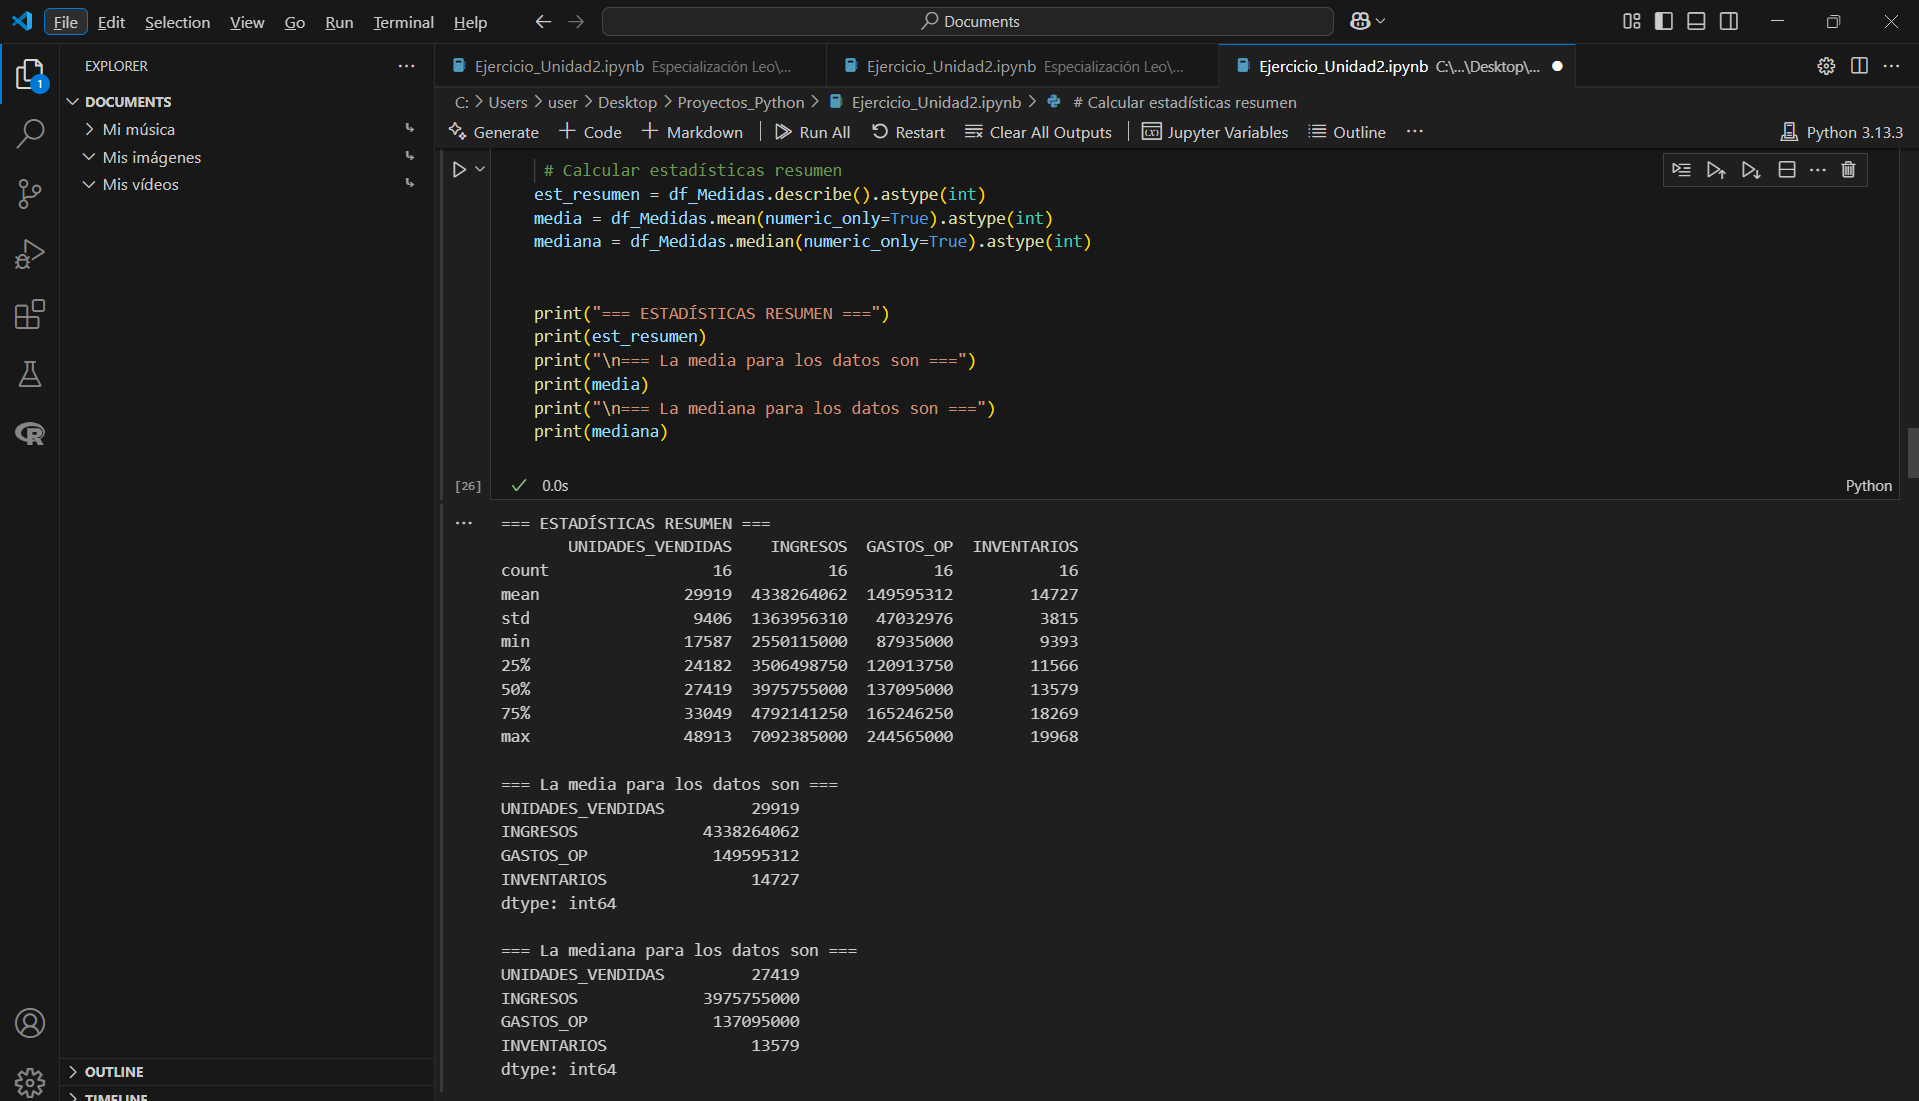 File Edit Selection View Go Run Terminal Help Documents
EXPLORER
Ejercicio_Unidad2.ipynb Especialización Leo\...
Ejercicio_Unidad2.ipynb Especialización Leo\...
Ejercicio_Unidad2.ipynb C:\...\Desktop\...
1
DOCUMENTS
Mi música
Mis imágenes
Mis vídeos
C: > Users > user > Desktop > Proyectos_Python > Ejercicio_Unidad2.ipynb > # Calcular estadísticas resumen
Generate + Code + Markdown Run All Restart Clear All Outputs Jupyter Variables Outline ... Python 3.13.3
# Calcular estadísticas resumen
est_resumen = df_Medidas.describe().astype(int)
media = df_Medidas.mean(numeric_only=True).astype(int)
mediana = df_Medidas.median(numeric_only=True).astype(int)
print("=== ESTADÍSTICAS RESUMEN ===")
print(est_resumen)
print("\n=== La media para los datos son ===")
print(media)
print("\n=== La mediana para los datos son ===")
print(mediana)
[26] 0.0s Python
=== ESTADÍSTICAS RESUMEN ===
UNIDADES_VENDIDAS INGRESOS GASTOS_OP INVENTARIOS
count 16 16 16 16
mean 29919 4338264062 149595312 14727
std 9406 1363956310 47032976 3815
min 17587 2550115000 87935000 9393
25% 24182 3506498750 120913750 11566
50% 27419 3975755000 137095000 13579
75% 33049 4792141250 165246250 18269
max 48913 7092385000 244565000 19968
=== La media para los datos son ===
UNIDADES_VENDIDAS 29919
INGRESOS 4338264062
GASTOS_OP 149595312
INVENTARIOS 14727
dtype: int64
=== La mediana para los datos son ===
UNIDADES_VENDIDAS 27419
INGRESOS 3975755000
GASTOS_OP 137095000
INVENTARIOS 13579
dtype: int64
OUTLINE
TIMELINE